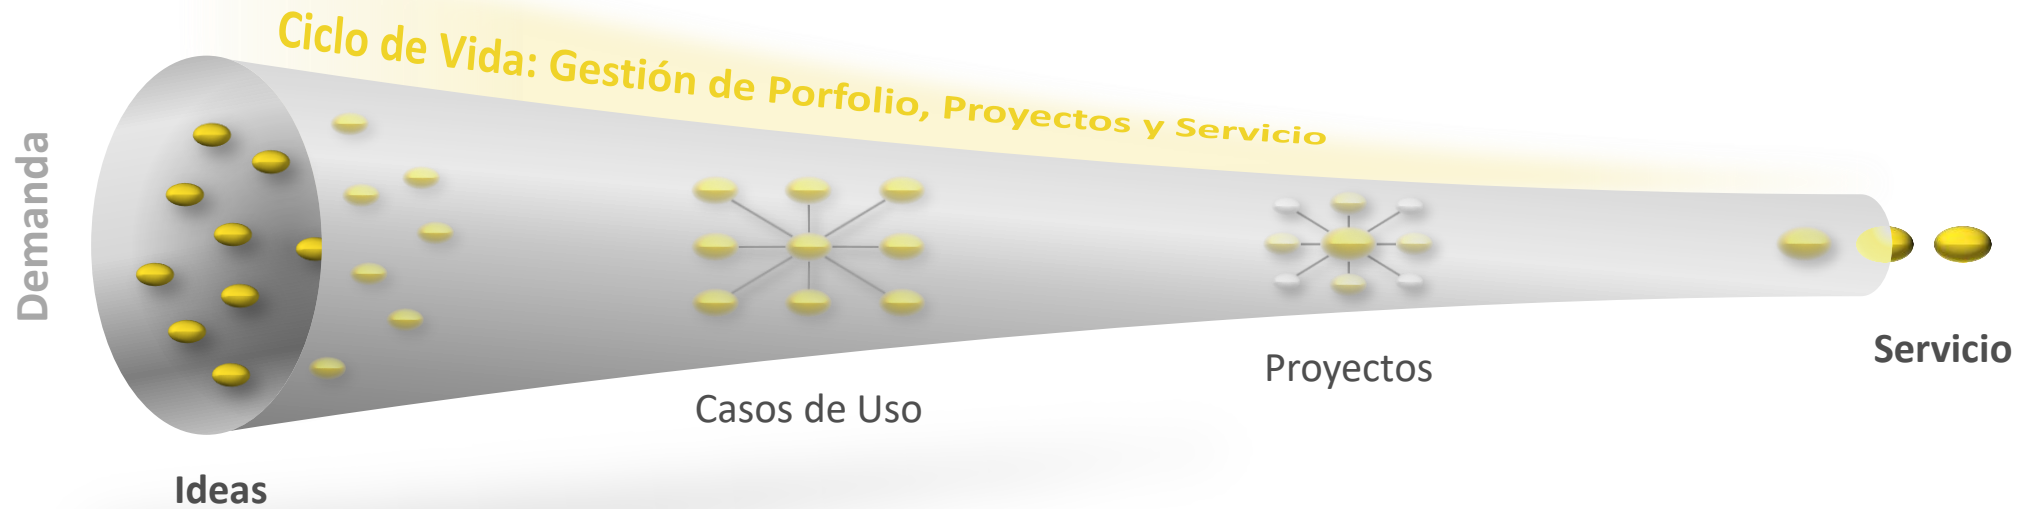 Ciclo de Vida: Gestión de Porfolio, Proyectos y Servicio
Demanda
Ideas
Casos de Uso
Proyectos
Servicio